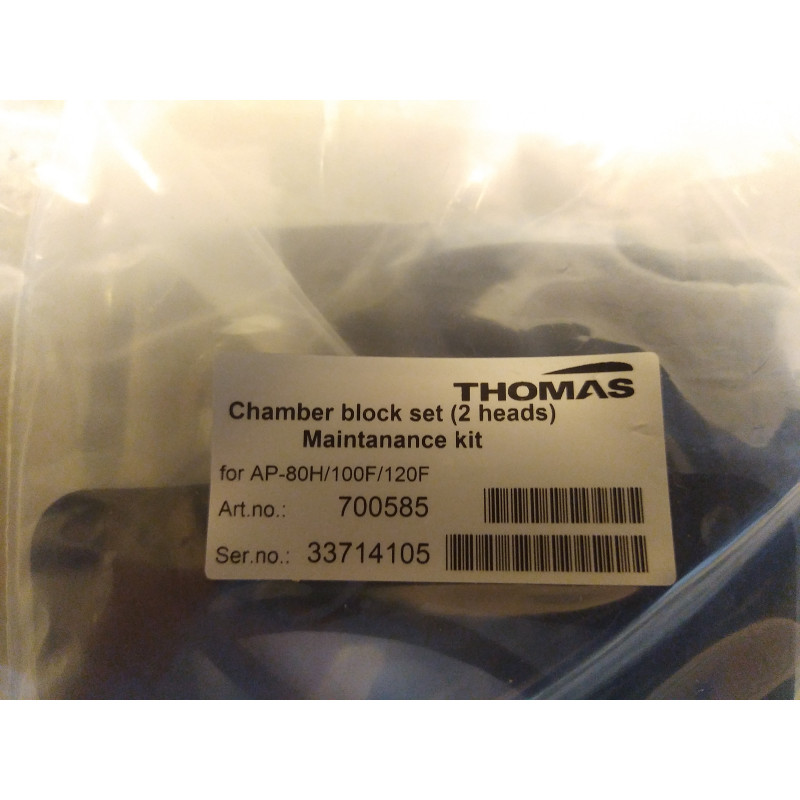 THOMAS
Chamber block set (2 heads)
Maintanance kit
for AP-80H/100F/120F
Art.no.: 700585
Ser.no.: 33714105